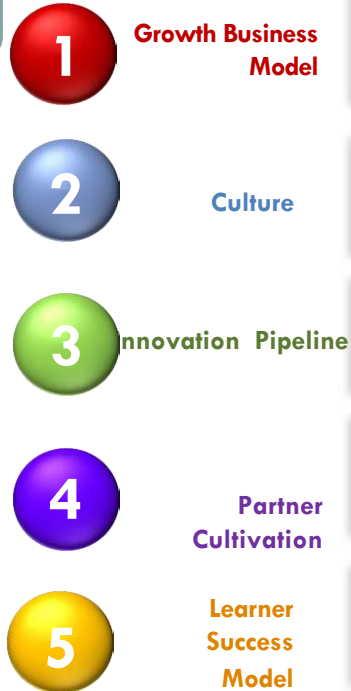 1
Growth Business
Model
2
Culture
3
nnovation Pipeline
4
Partner
Cultivation
5
Learner
Success
Model